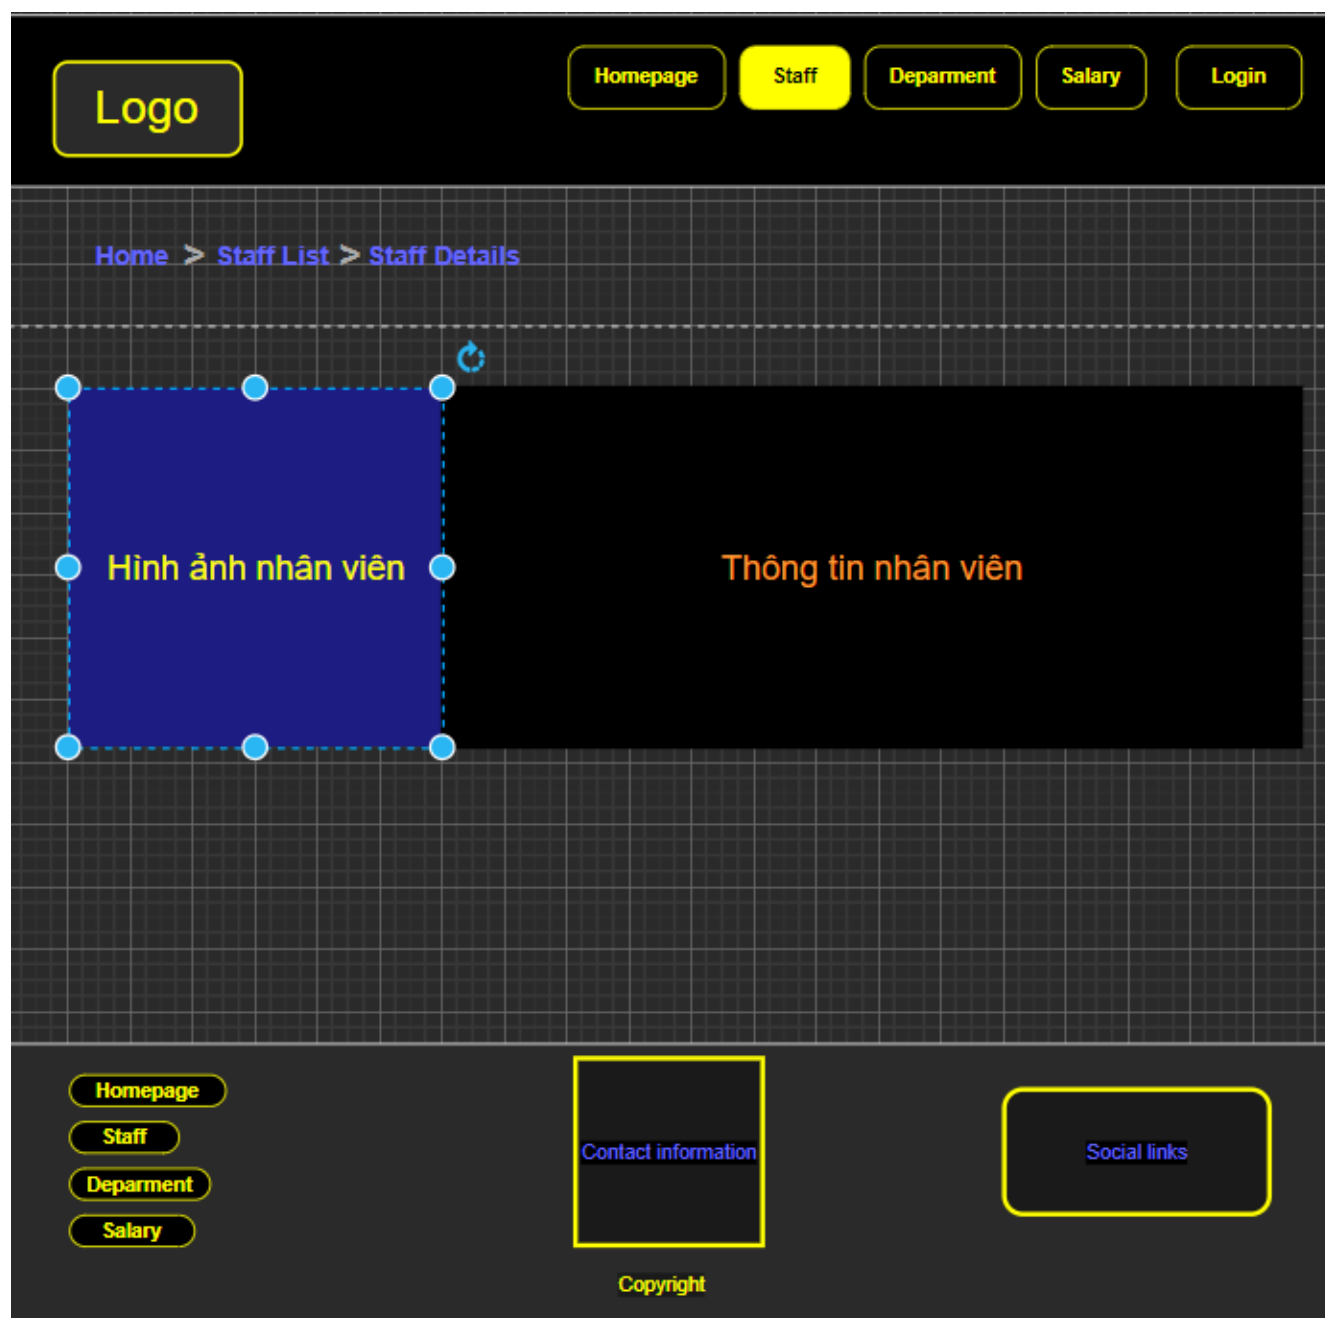 Logo
Homepage
Staff
Deparment
Salary
Login
Home > Staff List > Staff Details
Hình ảnh nhân viên
Thông tin nhân viên
Homepage
Staff
Deparment
Salary
Contact information
Social links
Copyright